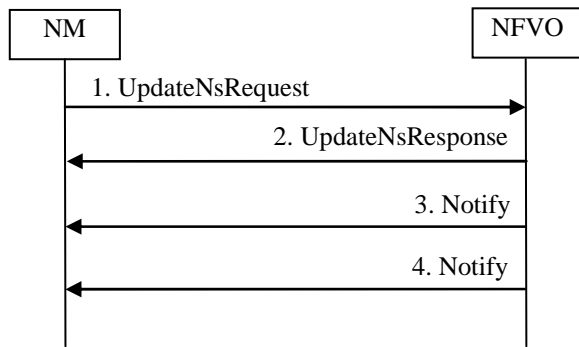 NM
NFVO
1. UpdateNsRequest
2. UpdateNsResponse
3. Notify
4. Notify